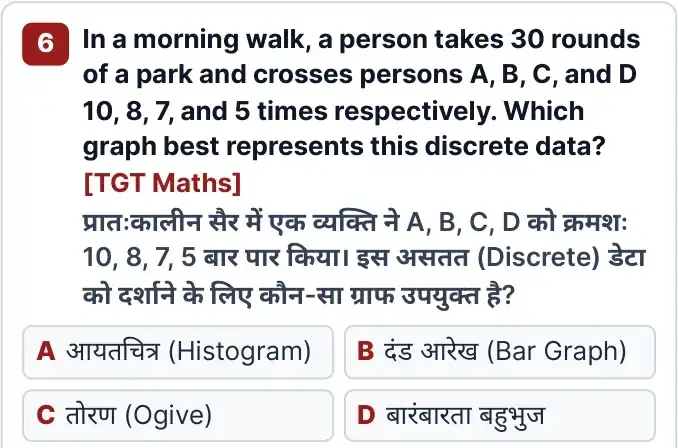 6 In a morning walk, a person takes 30 rounds
of a park and crosses persons A, B, C, and D
10, 8, 7, and 5 times respectively. Which
graph best represents this discrete data?
[TGT Maths]
प्रातःकालीन सैर में एक व्यक्ति ने A, B, C, D को क्रमशः
10, 8, 7, 5 बार पार किया। इस असतत (Discrete) डेटा
को दर्शाने के लिए कौन-सा ग्राफ उपयुक्त है?
A आयतचित्र (Histogram)
B दंड आरेख (Bar Graph)
C तोरण (Ogive)
D बारंबारता बहुभुज